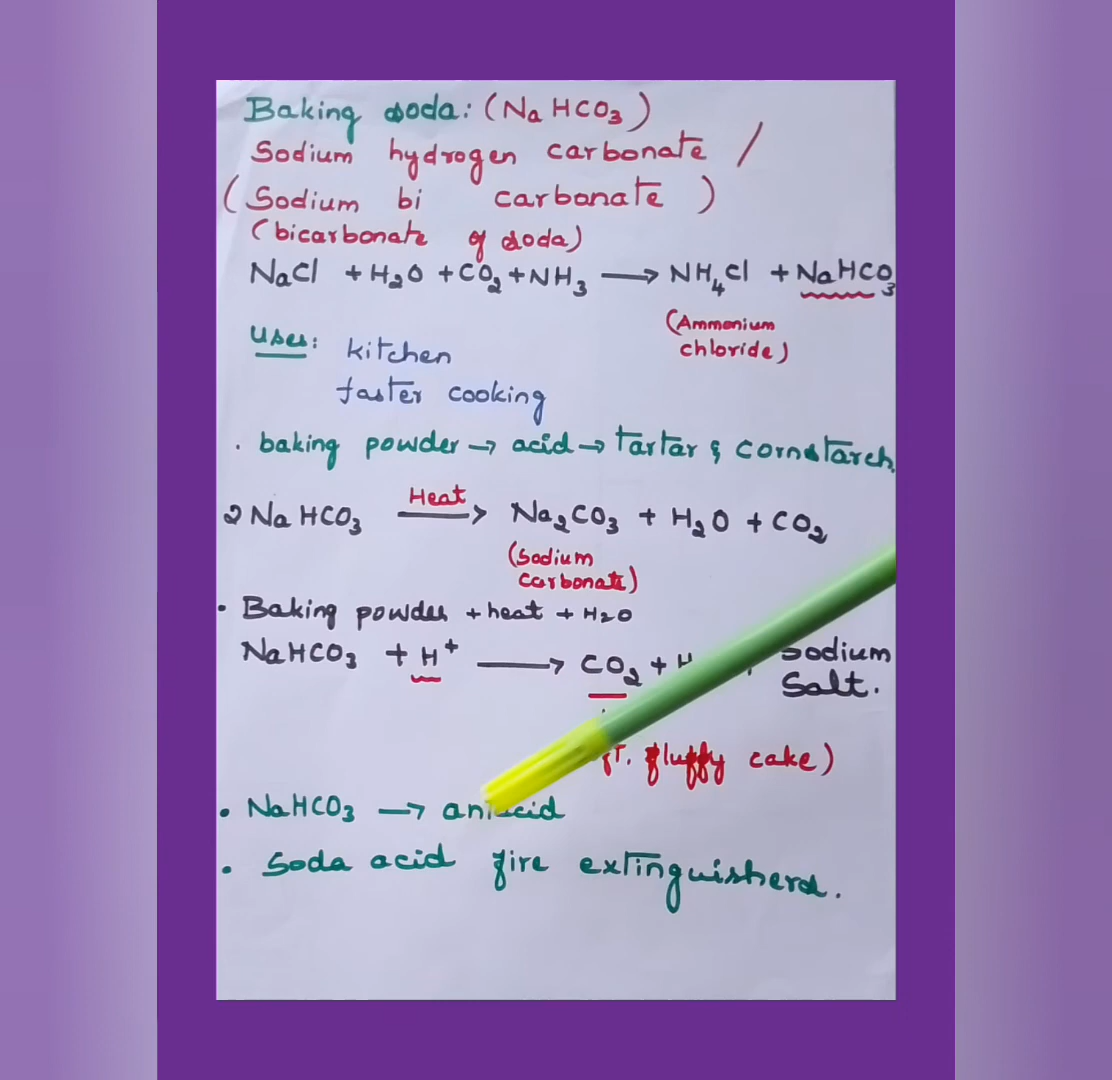 Baking soda: (NaHCO₃)
Sodium hydrogen carbonate /
(Sodium bi carbonate)
(bicarbonate of soda)
NaCl + H₂O + CO₂ + NH₃ ⟶ NH₄Cl + NaHCO₃
(Ammonium
chloride)
Uses: kitchen
faster cooking
. baking powder → acid → tartar & cornstarch
Heat
2NaHCO₃ ⟶ Na₂CO₃ + H₂O + CO₂
(Sodium
carbonate)
• Baking powder + heat + H₂O
NaHCO₃ + H⁺ ⟶ CO₂ + H Sodium
Salt.
fluffy cake)
• NaHCO₃ → acid
• Soda acid fire extinguishers.